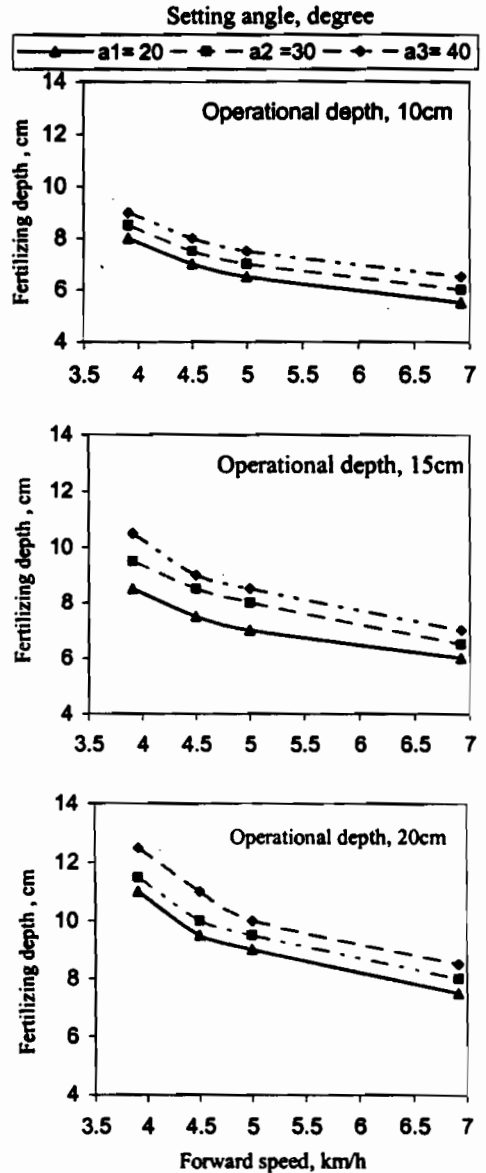 Setting angle, degree
a1= 20 a2 =30 a3= 40
Operational depth, 10cm
Fertilizing depth , cm
14
12
10
8
6
4
3.5 4 4.5 5 5.5 6 6.5 7
Operational depth, 15cm
Fertilizing depth , cm
14
12
10
8
6
4
3.5 4 4.5 5 5.5 6 6.5 7
Operational depth, 20cm
Fertilizing depth , cm
14
12
10
8
6
4
3.5 4 4.5 5 5.5 6 6.5 7
Forward speed, km/h